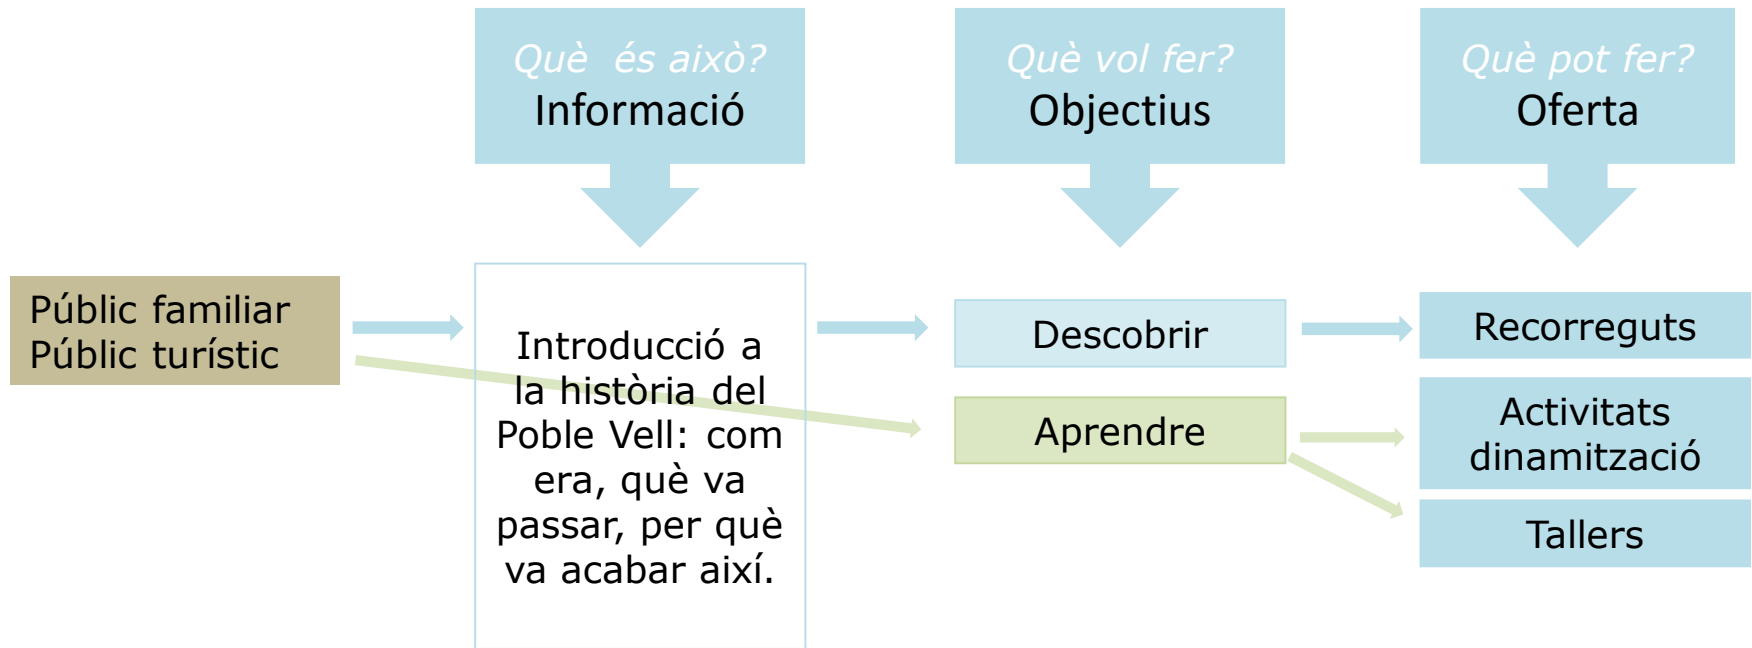 Què és això?
Informació
Què vol fer?
Objectius
Què pot fer?
Oferta
Públic familiar
Públic turístic
Introducció a
la història del
Poble Vell: com
era, què va
passar, per què
va acabar així.
Descobrir
Aprendre
Recorreguts
Activitats
dinamització
Tallers